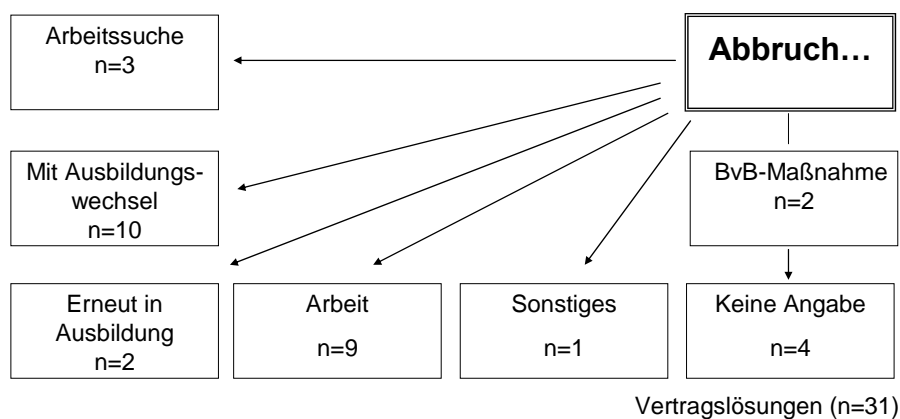 Arbeitssuche
n=3
Abbruch…
Mit Ausbildungs-
wechsel
n=10
BvB-Maßnahme
n=2
Erneut in
Ausbildung
n=2
Arbeit
n=9
Sonstiges
n=1
Keine Angabe
n=4
Vertragslösungen (n=31)